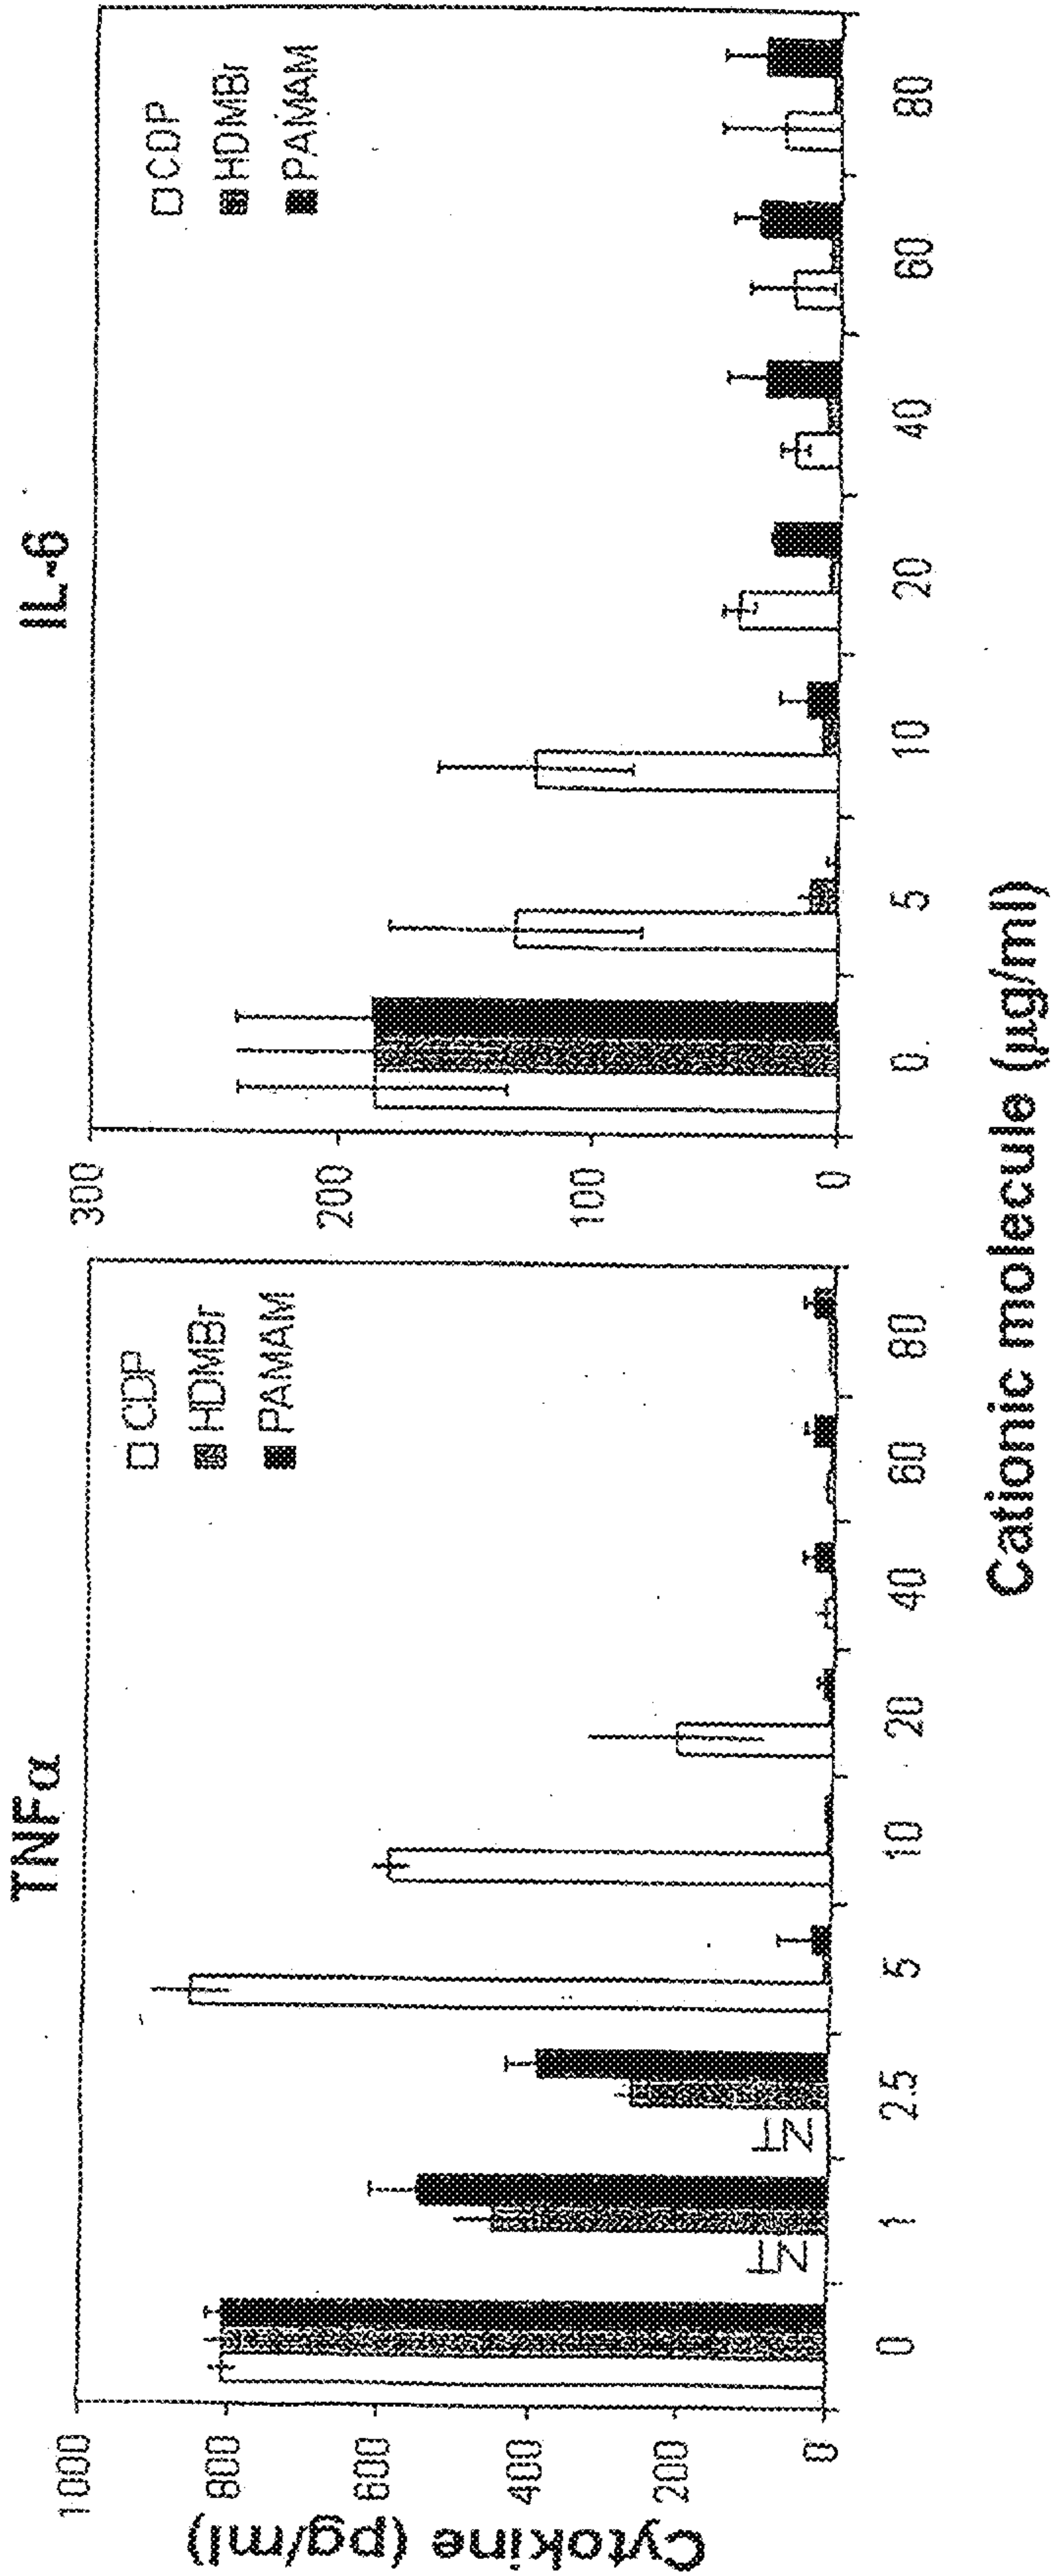 TNFα
Cytokine (pg/ml)
1000
800
600
400
200
0
CDP
HDMBr
PAMAM
NT
NT
0
1
2.5
5
10
20
40
60
80
IL-6
300
200
100
0
CDP
HDMBr
PAMAM
0
5
10
20
40
60
80
Cationic molecule (µg/ml)